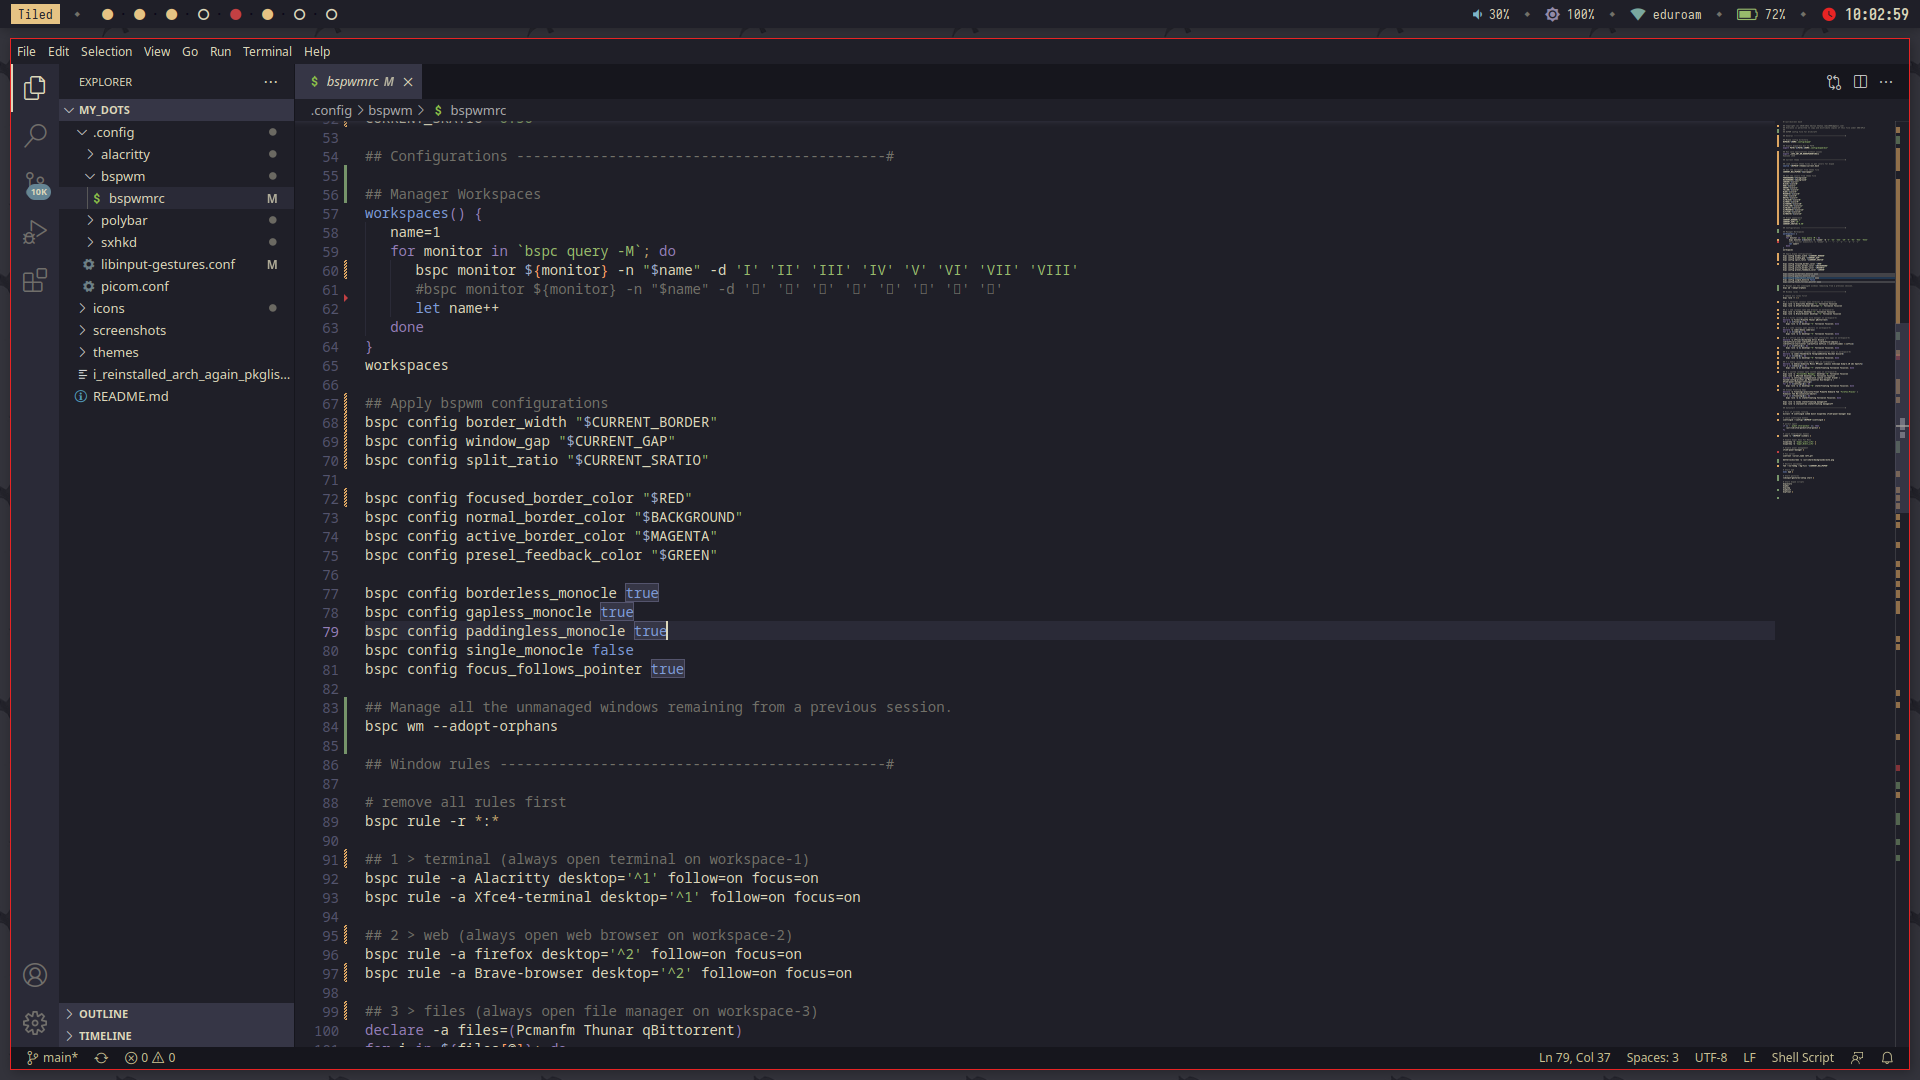 Tiled
30%
100%
eduroam
72%
10:02:59
File Edit Selection View Go Run Terminal Help
EXPLORER
MY_DOTS
.config
alacritty
bspwm
bspwmrc M
polybar
sxhkd
libinput-gestures.conf M
picom.conf
icons
screenshots
themes
i_reinstalled_arch_again_pkglis...
README.md
10K
OUTLINE
TIMELINE
$ bspwmrc M
.config > bspwm > $ bspwmrc
53
54 ## Configurations --------------------------------------------#
55
56 ## Manager Workspaces
57 workspaces() {
58 name=1
59 for monitor in `bspc query -M`; do
60 bspc monitor ${monitor} -n "$name" -d 'I' 'II' 'III' 'IV' 'V' 'VI' 'VII' 'VIII'
61 #bspc monitor ${monitor} -n "$name" -d '' '' '' '' '' '' '' ''
62 let name++
63 done
64 }
65 workspaces
66
67 ## Apply bspwm configurations
68 bspc config border_width "$CURRENT_BORDER"
69 bspc config window_gap "$CURRENT_GAP"
70 bspc config split_ratio "$CURRENT_SRATIO"
71
72 bspc config focused_border_color "$RED"
73 bspc config normal_border_color "$BACKGROUND"
74 bspc config active_border_color "$MAGENTA"
75 bspc config presel_feedback_color "$GREEN"
76
77 bspc config borderless_monocle true
78 bspc config gapless_monocle true
79 bspc config paddingless_monocle true
80 bspc config single_monocle false
81 bspc config focus_follows_pointer true
82
83 ## Manage all the unmanaged windows remaining from a previous session.
84 bspc wm --adopt-orphans
85
86 ## Window rules ----------------------------------------------#
87
88 # remove all rules first
89 bspc rule -r *:*
90
91 ## 1 > terminal (always open terminal on workspace-1)
92 bspc rule -a Alacritty desktop='^1' follow=on focus=on
93 bspc rule -a Xfce4-terminal desktop='^1' follow=on focus=on
94
95 ## 2 > web (always open web browser on workspace-2)
96 bspc rule -a firefox desktop='^2' follow=on focus=on
97 bspc rule -a Brave-browser desktop='^2' follow=on focus=on
98
99 ## 3 > files (always open file manager on workspace-3)
100 declare -a files=(Pcmanfm Thunar qBittorrent)
main* 0 0
Ln 79, Col 37 Spaces: 3 UTF-8 LF Shell Script